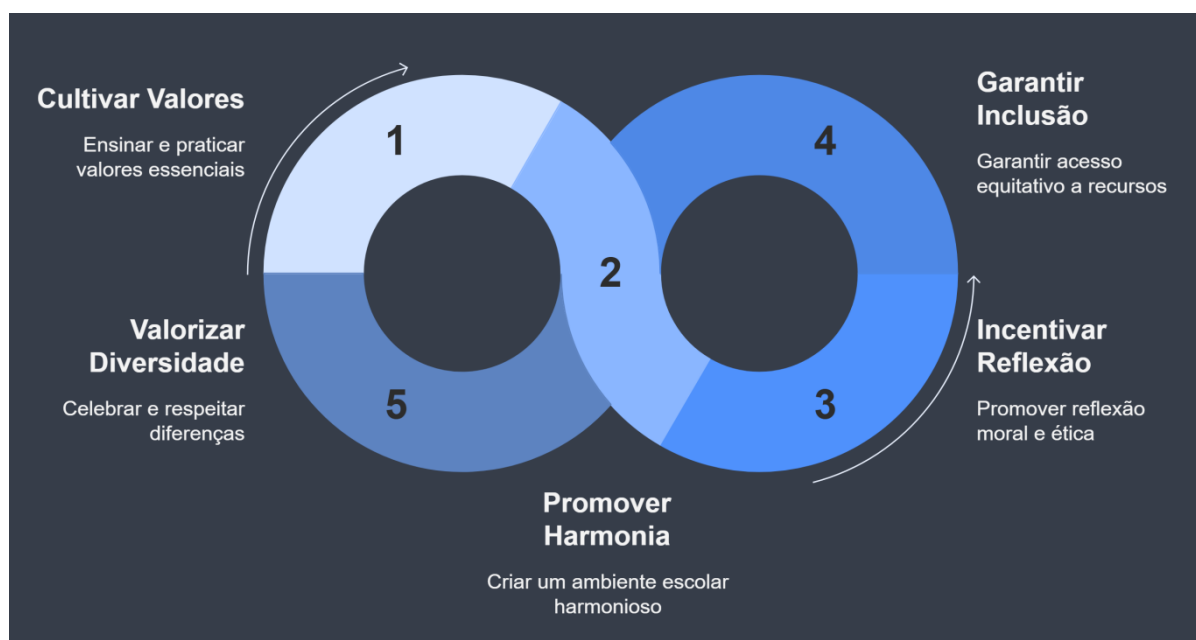 Cultivar Valores
Ensinar e praticar
valores essenciais
1
Promover
Harmonia
Criar um ambiente escolar
harmonioso
2
Incentivar
Reflexão
Promover reflexão
moral e ética
3
Garantir
Inclusão
Garantir acesso
equitativo a recursos
4
Valorizar
Diversidade
Celebrar e respeitar
diferenças
5